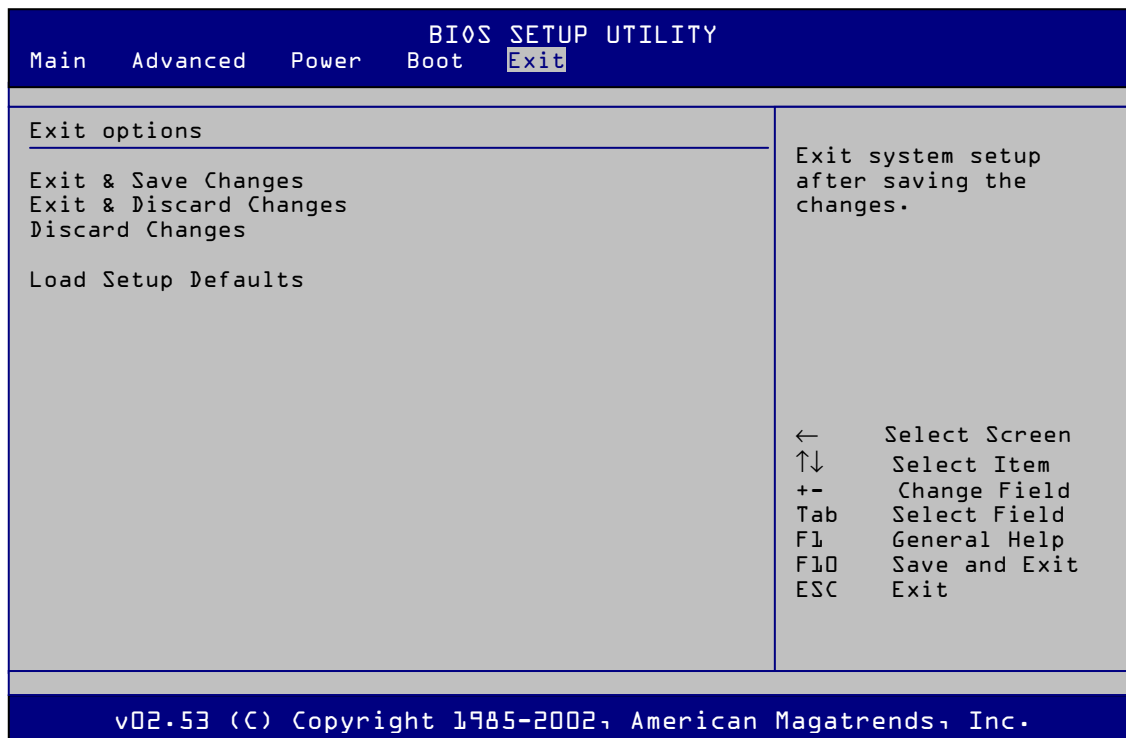 BIOS SETUP UTILITY
Main Advanced Power Boot Exit
Exit options
Exit & Save Changes
Exit & Discard Changes
Discard Changes
Load Setup Defaults
Exit system setup
after saving the
changes.
← Select Screen
↑↓ Select Item
+- Change Field
Tab Select Field
F1 General Help
F10 Save and Exit
ESC Exit
v02.53 (C) Copyright 1985-2002, American Magatrends, Inc.